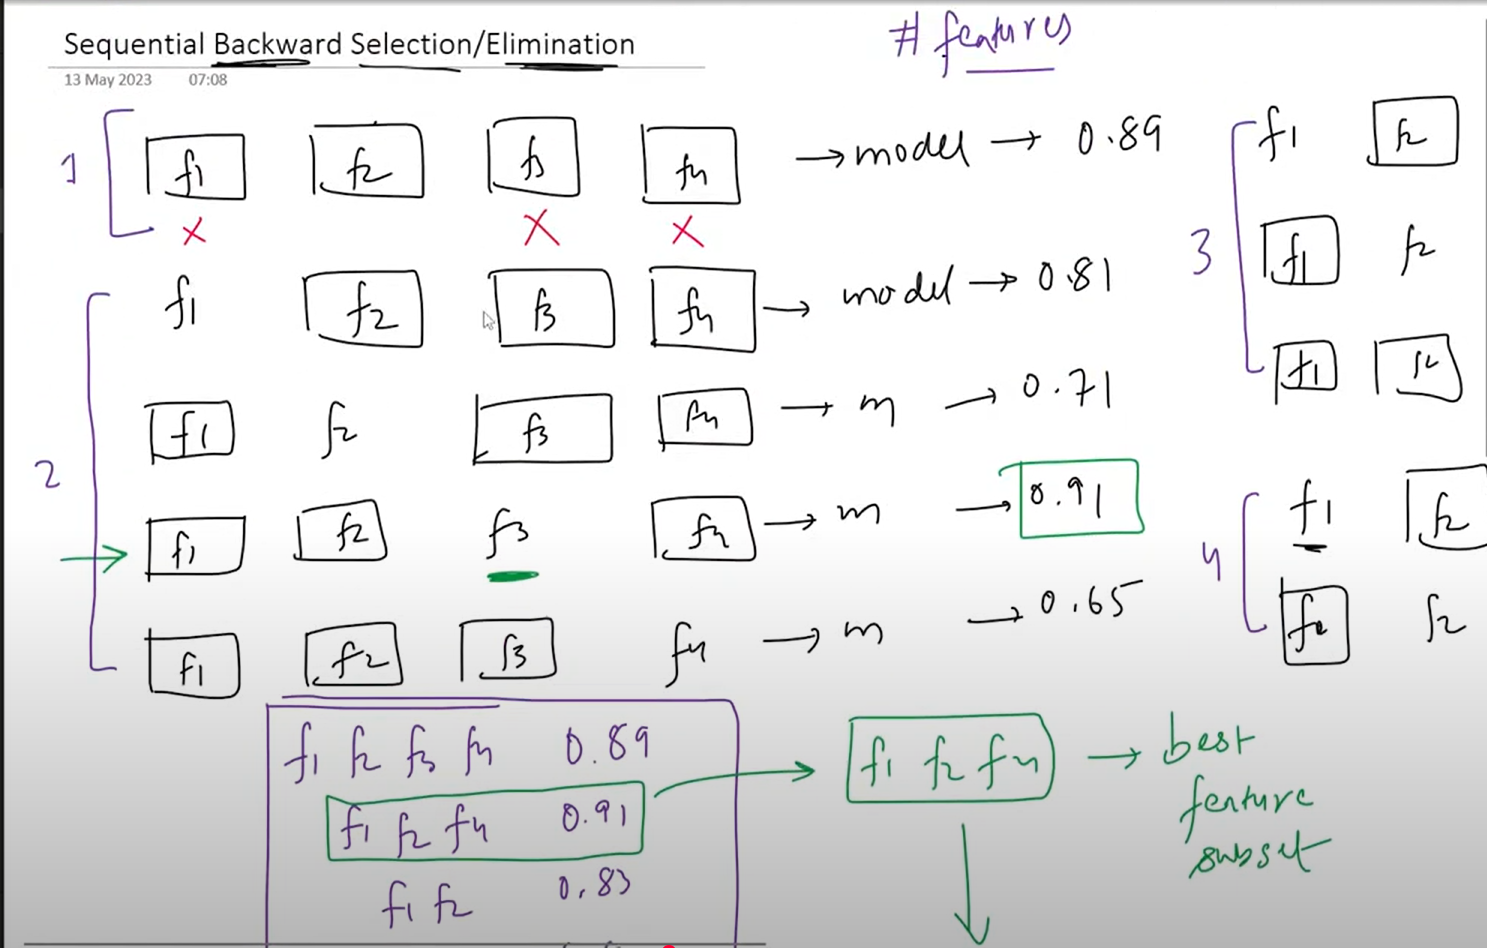 Sequential Backward Selection/Elimination
# features
13 May 2023 07:08
1
f1 f2 f3 f4 → model → 0.89
x x x
2
f1 f2 f3 f4 → model → 0.81
f1 f2 f3 f4 → m → 0.71
→ f1 f2 f3 f4 → m → 0.91
f1 f2 f3 f4 → m → 0.65
3
f1 f2
f1 f2
f1 f2
4
f1 f2
f2
f1 f2 f3 f4 0.89
f1 f2 f4 0.91
f1 f2 0.83
→ f1 f2 f4 → best
feature
subset